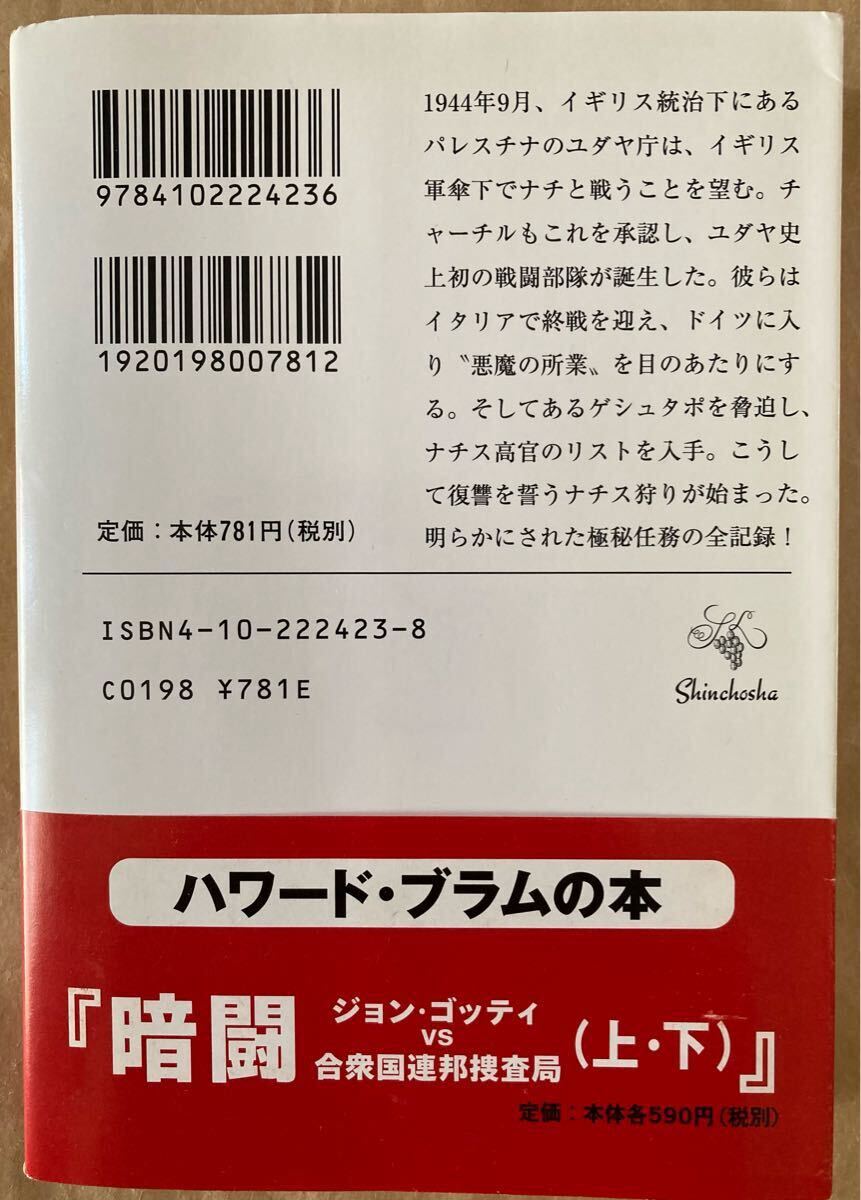 9784102224236
1920198007812
定価：本体781円（税別）
1944年9月、イギリス統治下にある
パレスチナのユダヤ庁は、イギリス
軍傘下でナチと戦うことを望む。チ
ャーチルもこれを承認し、ユダヤ史
上初の戦闘部隊が誕生した。彼らは
イタリアで終戦を迎え、ドイツに入
り〝悪魔の所業〟を目のあたりにす
る。そしてあるゲシュタポを脅迫し、
ナチス高官のリストを入手。こうし
て復讐を誓うナチス狩りが始まった。
明らかにされた極秘任務の全記録！
ISBN4-10-222423-8
C0198 ¥781E
Shinchosha
ハワード・ブラムの本
『暗闘 ジョン・ゴッティ
vs
合衆国連邦捜査局 （上・下）』
定価：本体各590円（税別）